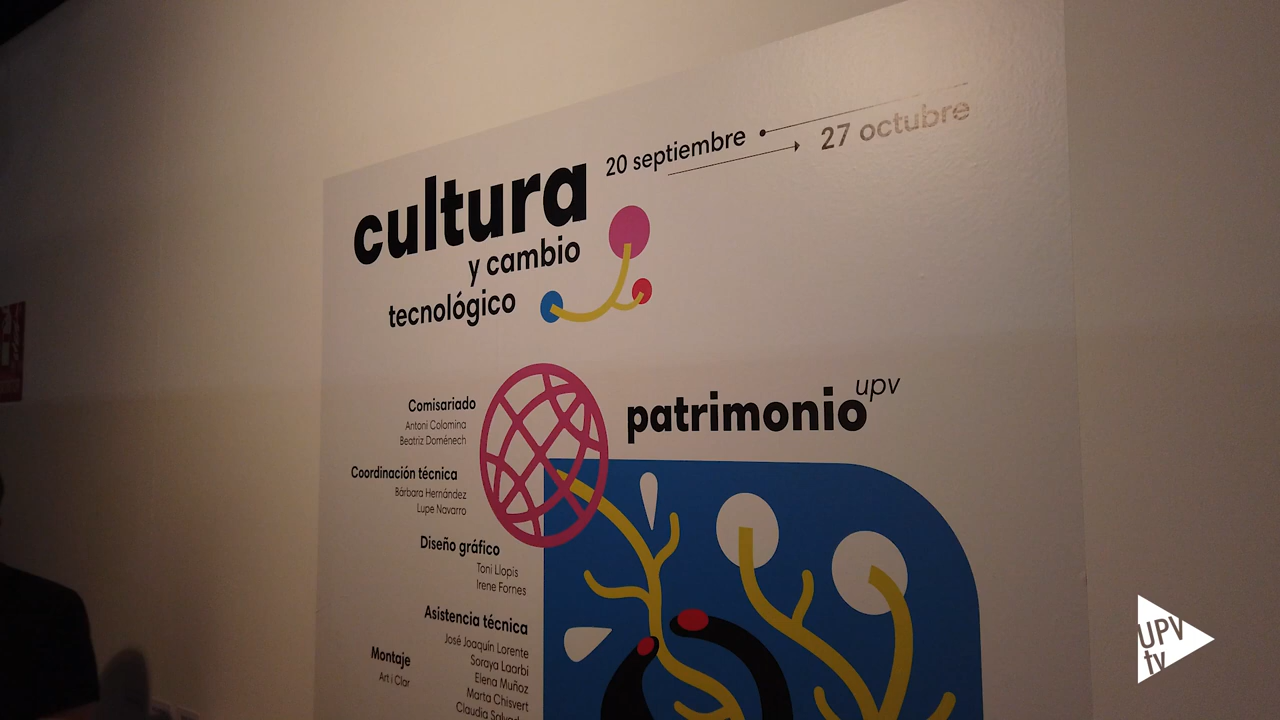 20 septiembre
27 octubre
cultura
y cambio
tecnológico
patrimonio upv
Comisariado
Antoni Colomina
Beatriz Doménech
Coordinación técnica
Bárbara Hernández
Lupe Navarro
Diseño gráfico
Toni Llopis
Irene Fornes
Asistencia técnica
José Joaquín Lorente
Soraya Laarbi
Elena Muñoz
Marta Chisvert
Claudia
Montaje
Art i Clar
UPV
tv